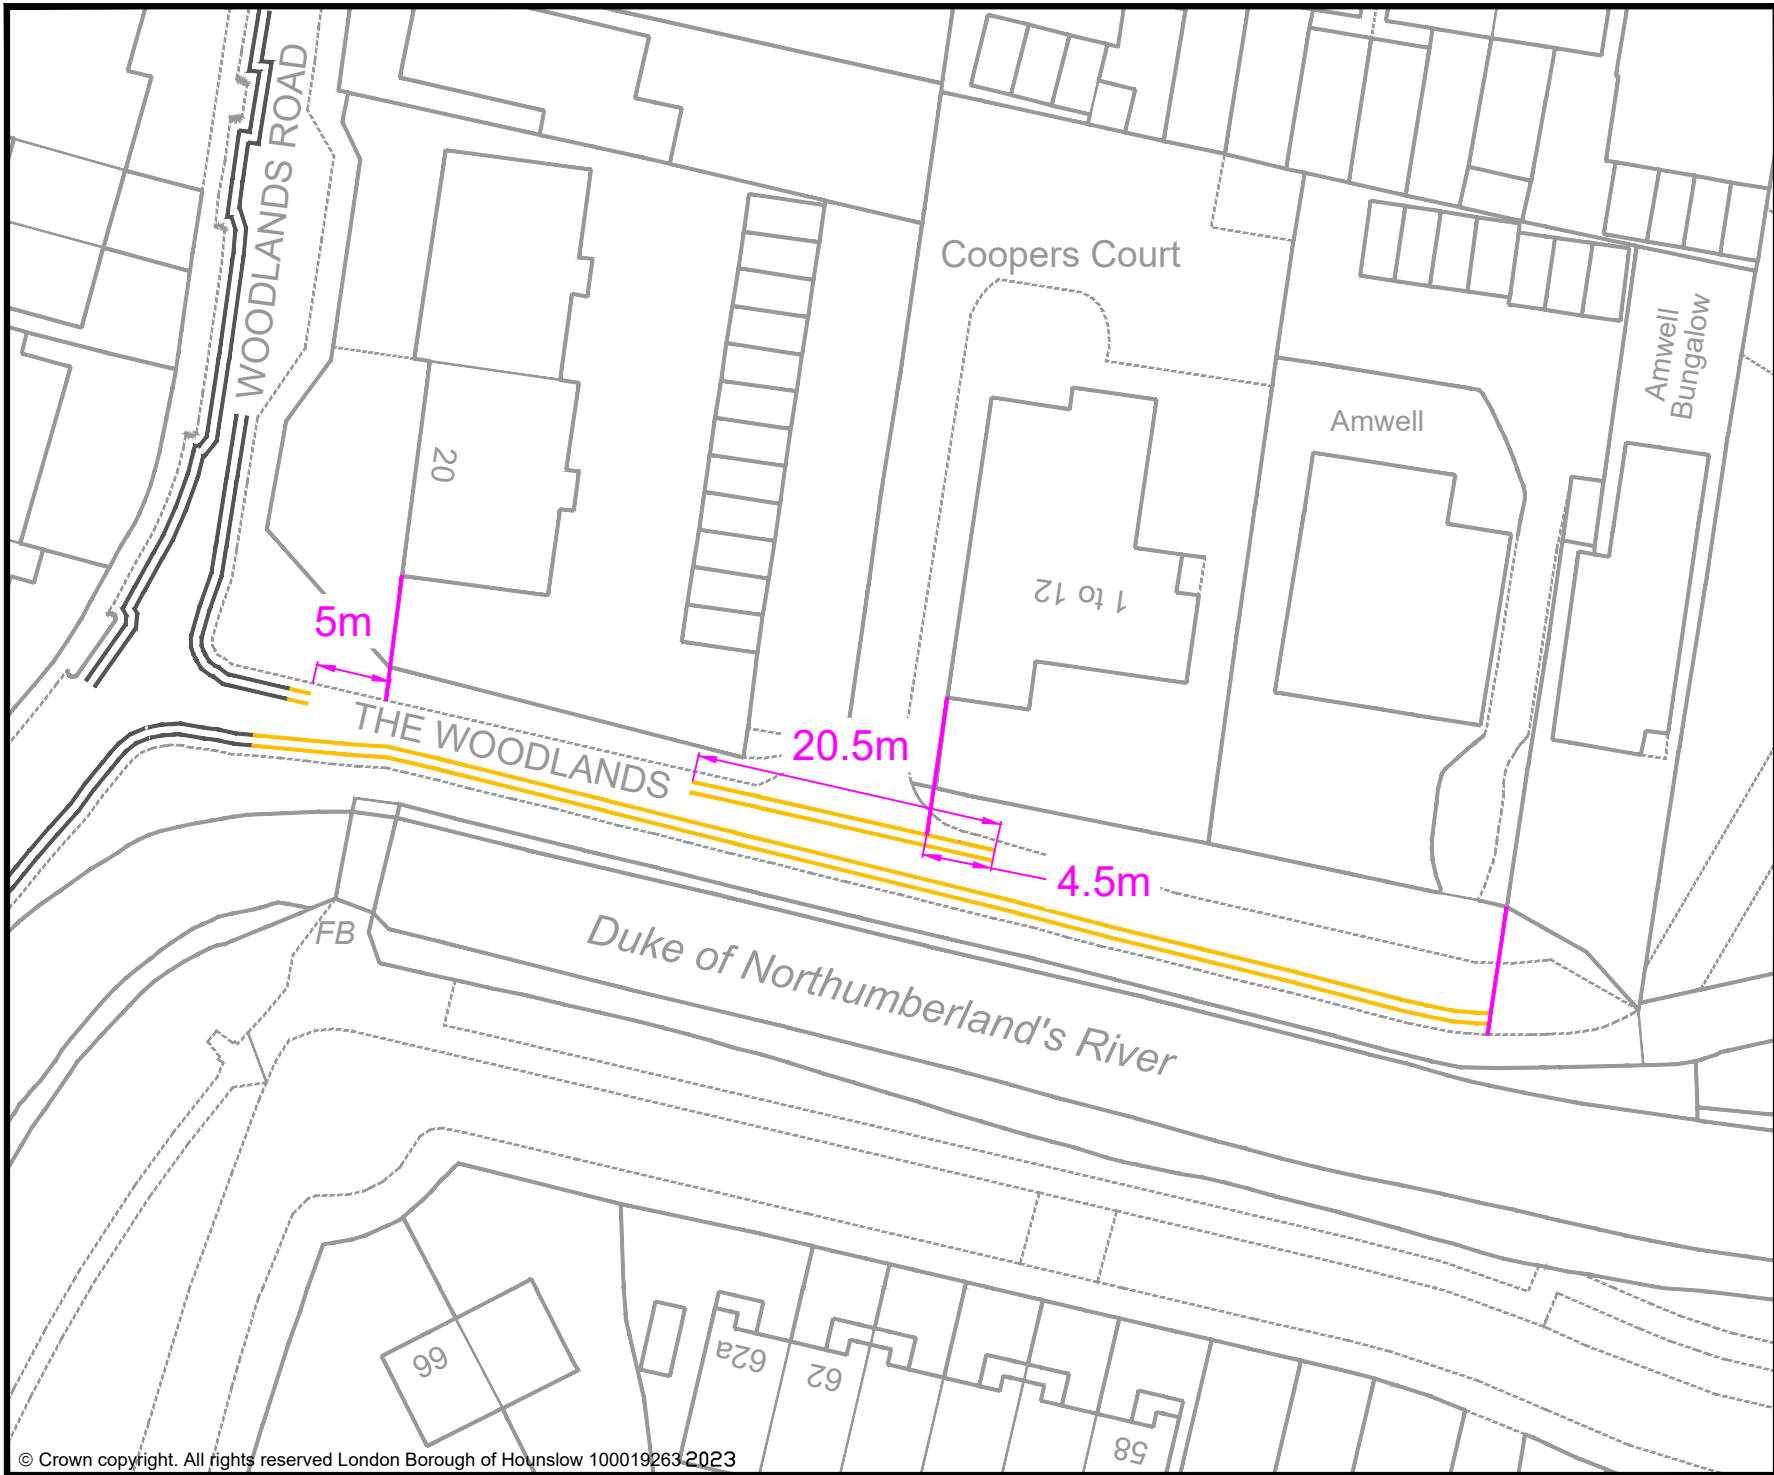 WOODLANDS ROAD
Coopers Court
Amwell
Bungalow
Amwell
20
1 to 12
5m
THE WOODLANDS
20.5m
4.5m
FB
Duke of Northumberland's River
66
62a
62
58
© Crown copyright. All rights reserved London Borough of Hounslow 100019263 2023